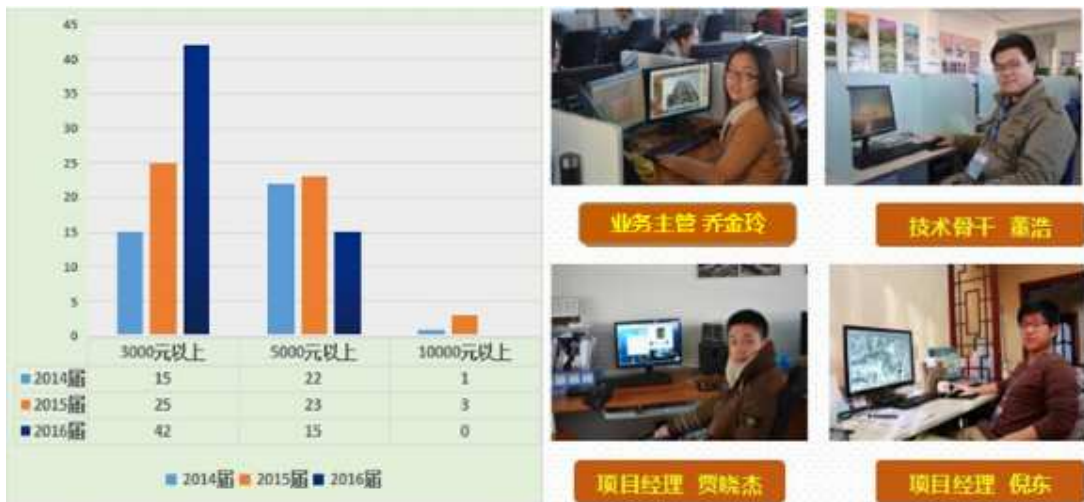 45
40
35
30
25
20
15
10
5
0
3000元以上 5000元以上 10000元以上
2014届 15 22 1
2015届 25 23 3
2016届 42 15 0
2014届 2015届 2016届
业务主管 乔金玲
技术骨干 董浩
项目经理 贾晓杰
项目经理 倪东